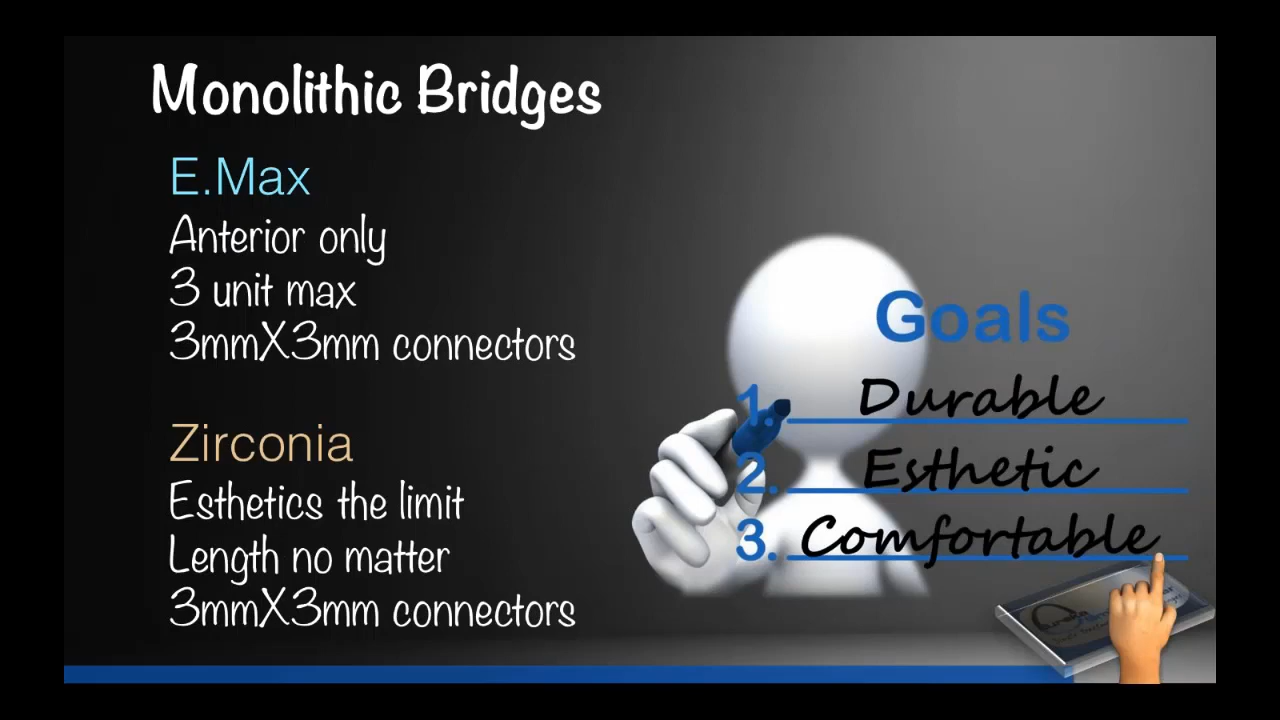 Monolithic Bridges
E.Max
Anterior only
3 unit max
3mmX3mm connectors
Zirconia
Esthetics the limit
Length no matter
3mmX3mm connectors
Goals
1. Durable
2. Esthetic
3. Comfortable